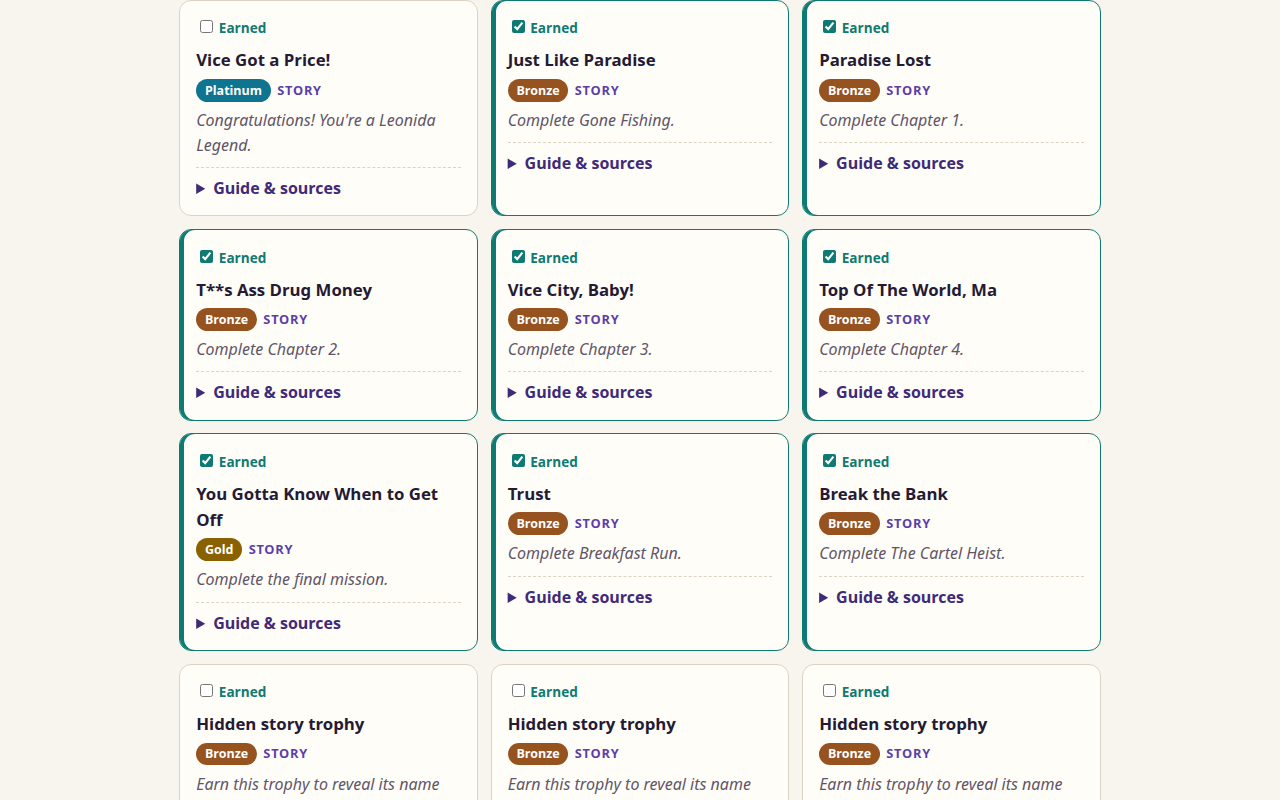 Earned
Vice Got a Price!
Platinum STORY
Congratulations! You're a Leonida
Legend.
Guide & sources
Earned
Just Like Paradise
Bronze STORY
Complete Gone Fishing.
Guide & sources
Earned
Paradise Lost
Bronze STORY
Complete Chapter 1.
Guide & sources
Earned
T**s Ass Drug Money
Bronze STORY
Complete Chapter 2.
Guide & sources
Earned
Vice City, Baby!
Bronze STORY
Complete Chapter 3.
Guide & sources
Earned
Top Of The World, Ma
Bronze STORY
Complete Chapter 4.
Guide & sources
Earned
You Gotta Know When to Get
Off
Gold STORY
Complete the final mission.
Guide & sources
Earned
Trust
Bronze STORY
Complete Breakfast Run.
Guide & sources
Earned
Break the Bank
Bronze STORY
Complete The Cartel Heist.
Guide & sources
Earned
Hidden story trophy
Bronze STORY
Earn this trophy to reveal its name
Earned
Hidden story trophy
Bronze STORY
Earn this trophy to reveal its name
Earned
Hidden story trophy
Bronze STORY
Earn this trophy to reveal its name